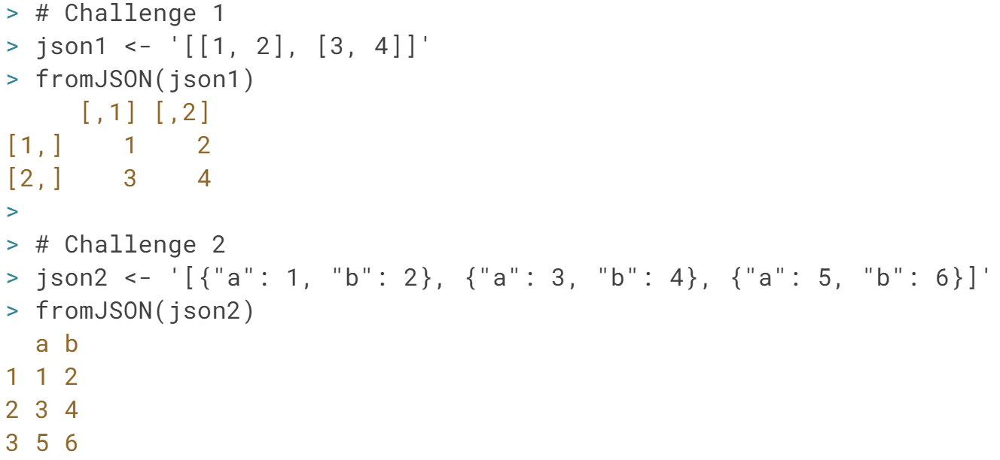 > # Challenge 1
> json1 <- '[[1, 2], [3, 4]]'
> fromJSON(json1)
     [,1] [,2]
[1,]    1    2
[2,]    3    4
>
> # Challenge 2
> json2 <- '[{"a": 1, "b": 2}, {"a": 3, "b": 4}, {"a": 5, "b": 6}]'
> fromJSON(json2)
  a b
1 1 2
2 3 4
3 5 6